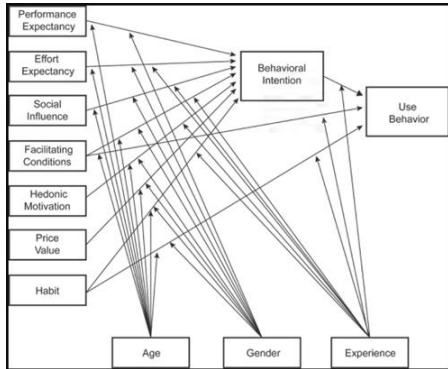 Performance
Expectancy
Effort
Expectancy
Behavioral
Intention
Social
Influence
Use
Behavior
Facilitating
Conditions
Hedonic
Motivation
Price
Value
Habit
Age
Gender
Experience